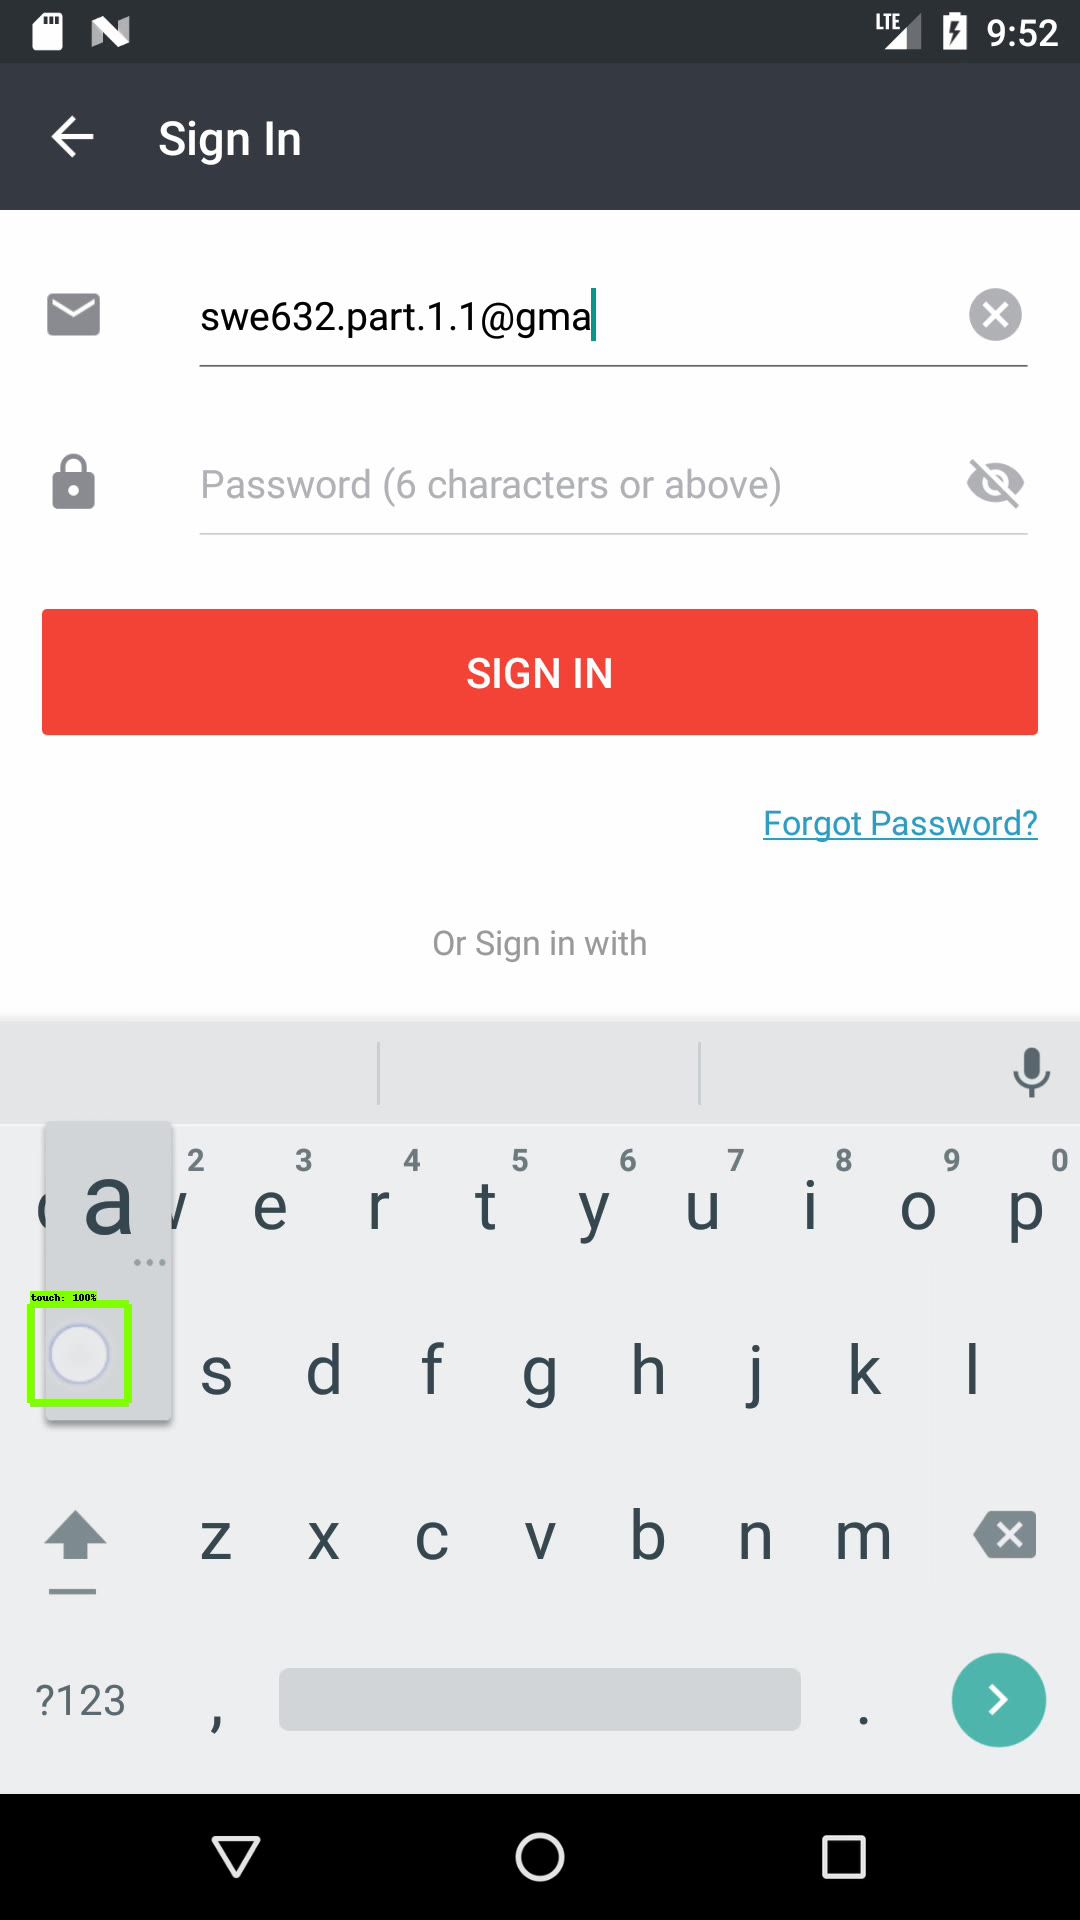 LTE 9:52
Sign In
swe632.part.1.1@gma
Password (6 characters or above)
SIGN IN
Forgot Password?
Or Sign in with
2 3 4 5 6 7 8 9 0
a e r t y u i o p
touch: 100%
s d f g h j k l
z x c v b n m
?123 , .